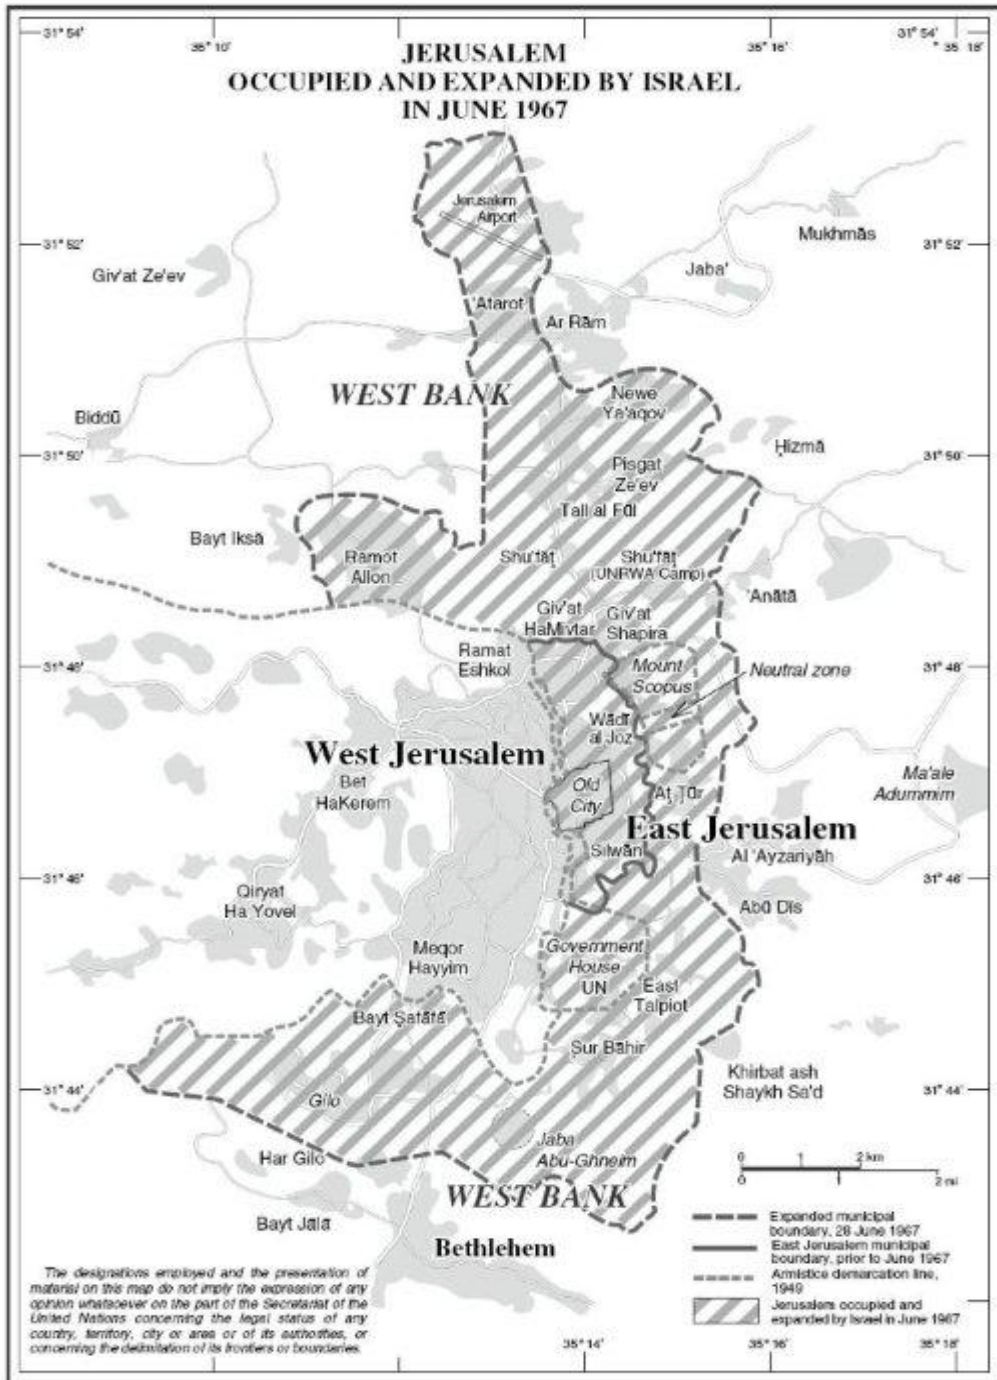 31° 54'
35° 10'
35° 16'
31° 54'
35° 18'
JERUSALEM
OCCUPIED AND EXPANDED BY ISRAEL
IN JUNE 1967
Jerusalem
Airport
Mukhmās
31° 52'
31° 52'
Giv'at Ze'ev
Jaba'
'Atarot
Ar Rām
WEST BANK
Newe
Ya'aqov
Biddū
Ḥizmā
31° 50'
31° 50'
Pisgat
Ze'ev
Tall al Fūl
Bayt Iksā
Ramot
Allon
Shu'fāţ
Shu'fāţ
(UNRWA Camp)
'Anātā
Giv'at
HaMivtar
Giv'at
Shapira
Ramat
Eshkol
31° 48'
Mount
Scopus
Neutral zone
Wādī
al Joz
West Jerusalem
Bet
HaKerem
Old
City
Aţ Ţūr
Ma'ale
Adummim
East Jerusalem
Silwān
Al 'Ayzariyāh
31° 46'
31° 46'
Qiryat
Ha Yovel
Abū Dīs
Meqor
Hayyim
Government
House
UN
East
Talpiot
Bayt Şafāfā
Şur Bāhir
Khirbat ash
Shaykh Sa'd
31° 44'
31° 44'
Gilo
Jaba
Abu-Ghneim
Har Gilo
WEST BANK
0 1 2 km
0 1 2 mi
Bayt Jālā
Bethlehem
Expanded municipal
boundary, 28 June 1967
East Jerusalem municipal
boundary, prior to June 1967
Armistice demarcation line,
1949
Jerusalem occupied and
expanded by Israel in June 1967
The designations employed and the presentation of
material on this map do not imply the expression of any
opinion whatsoever on the part of the Secretariat of the
United Nations concerning the legal status of any
country, territory, city or area or of its authorities, or
concerning the delimitation of its frontiers or boundaries.
35° 14'
35° 16'
35° 18'